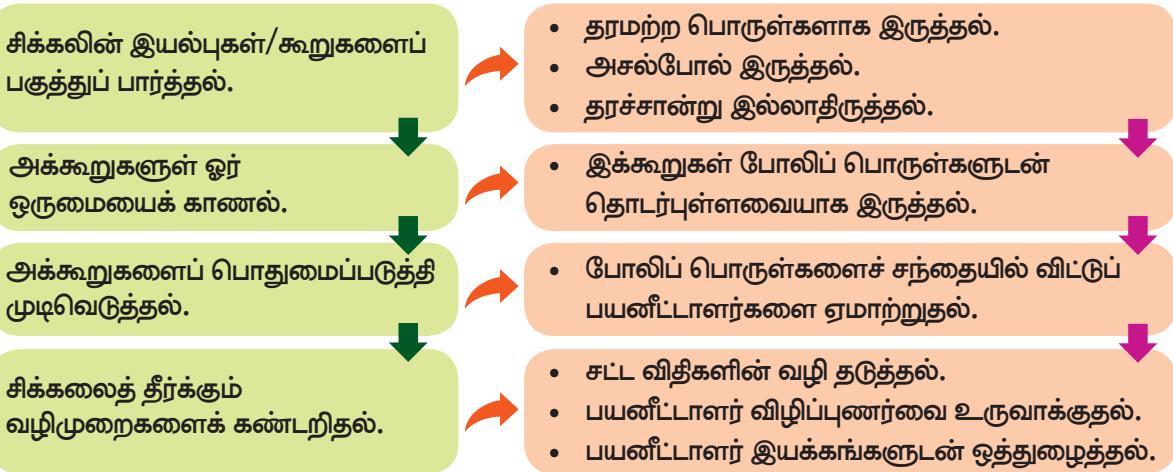 சிக்கலின் இயல்புகள்/கூறுகளைப்
பகுத்துப் பார்த்தல்.
• தரமற்ற பொருள்களாக இருத்தல்.
• அசல்போல் இருத்தல்.
• தரச்சான்று இல்லாதிருத்தல்.
அக்கூறுகளுள் ஓர்
ஒருமையைக் காணல்.
• இக்கூறுகள் போலிப் பொருள்களுடன்
தொடர்புள்ளவையாக இருத்தல்.
அக்கூறுகளைப் பொதுமைப்படுத்தி
முடிவெடுத்தல்.
• போலிப் பொருள்களைச் சந்தையில் விட்டுப்
பயனீட்டாளர்களை ஏமாற்றுதல்.
சிக்கலைத் தீர்க்கும்
வழிமுறைகளைக் கண்டறிதல்.
• சட்ட விதிகளின் வழி தடுத்தல்.
• பயனீட்டாளர் விழிப்புணர்வை உருவாக்குதல்.
• பயனீட்டாளர் இயக்கங்களுடன் ஒத்துழைத்தல்.